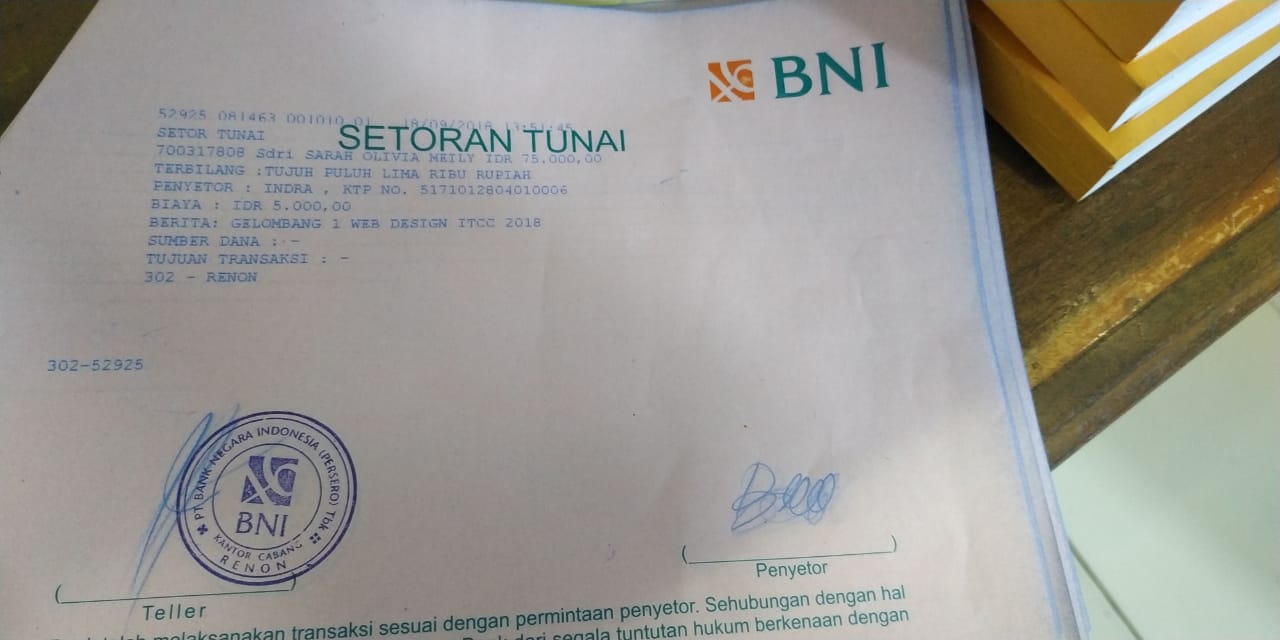 BNI
52925 081463 001010 01 18/09/2018 13:51:45
SETORAN TUNAI
SETOR TUNAI
700317808 Sdri SARAH OLIVIA MEILY IDR 75.000,00
TERBILANG :TUJUH PULUH LIMA RIBU RUPIAH
PENYETOR : INDRA , KTP NO. 5171012804010006
BIAYA : IDR 5.000,00
BERITA: GELOMBANG 1 WEB DESIGN ITCC 2018
SUMBER DANA : -
TUJUAN TRANSAKSI : -
302 - RENON
302-52925
PT. BANK NEGARA INDONESIA (PERSERO) Tbk
BNI
KANTOR CABANG
RENON
( )
Teller
( )
Penyetor
melaksanakan transaksi sesuai dengan permintaan penyetor. Sehubungan dengan hal
dari segala tuntutan hukum berkenaan dengan